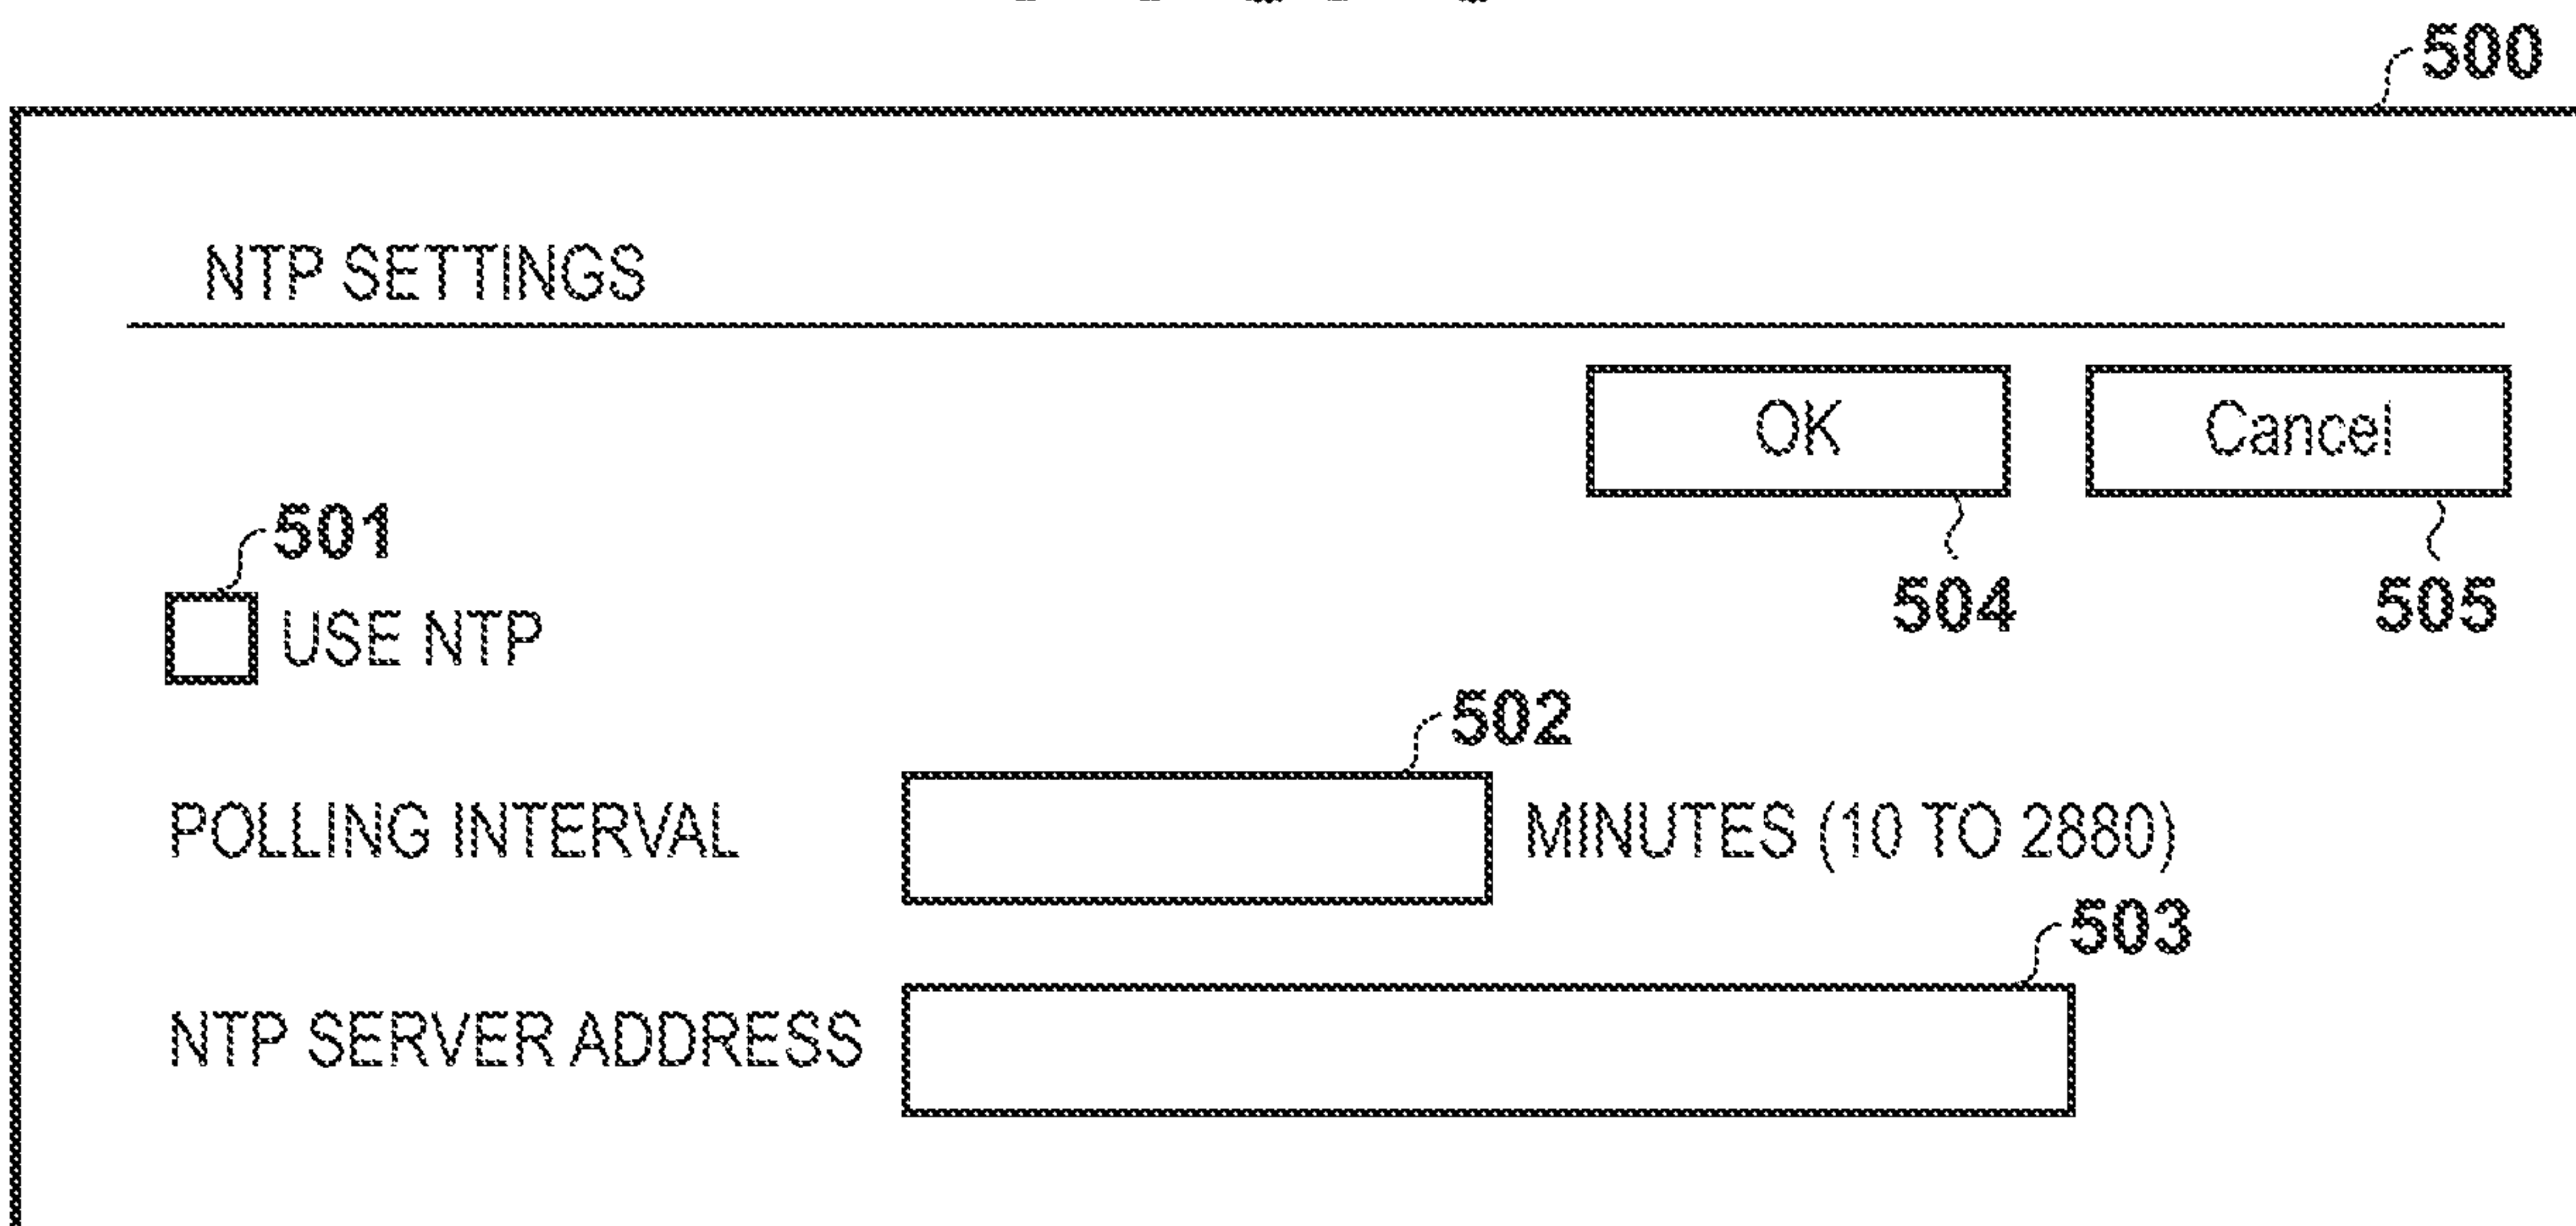 500
NTP SETTINGS
OK Cancel
501
504 505
USE NTP
502
POLLING INTERVAL MINUTES (10 TO 2880)
503
NTP SERVER ADDRESS